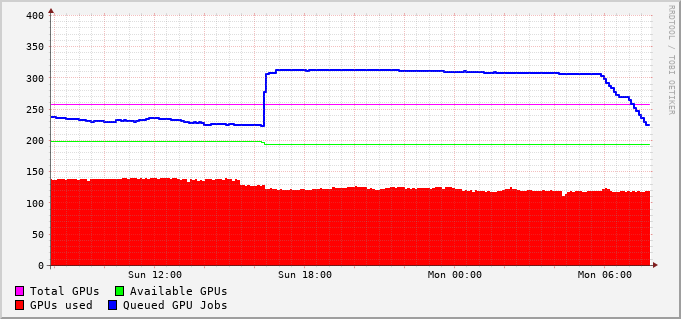 400
350
300
250
200
150
100
50
0
Sun 12:00 Sun 18:00 Mon 00:00 Mon 06:00
Total GPUs Available GPUs
GPUs used Queued GPU Jobs
RRDTOOL / TOBI OETIKER